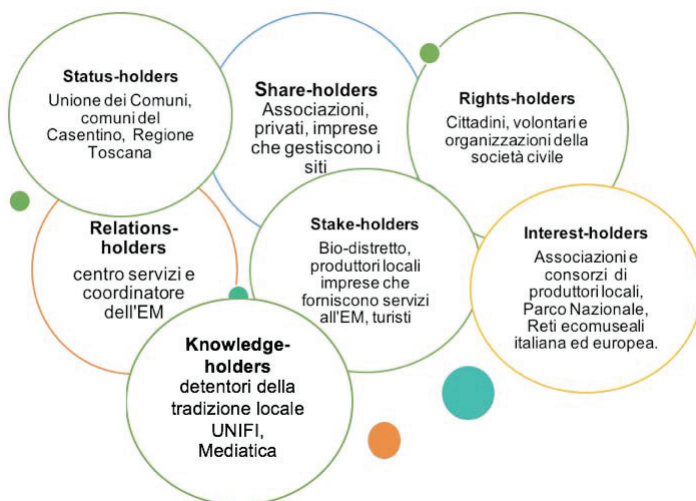 Status-holders
Unione dei Comuni,
comuni del
Casentino, Regione
Toscana
Share-holders
Associazioni,
privati, imprese
che gestiscono i
siti
Rights-holders
Cittadini, volontari e
organizzazioni della
società civile
Relations-
holders
centro servizi e
coordinatore
dell'EM
Stake-holders
Bio-distretto,
produttori locali
imprese che
forniscono servizi
all'EM, turisti
Interest-holders
Associazioni e
consorzi di
produttori locali,
Parco Nazionale,
Reti ecomuseali
italiana ed europea.
Knowledge-
holders
detentori della
tradizione locale
UNIFI,
Mediatica